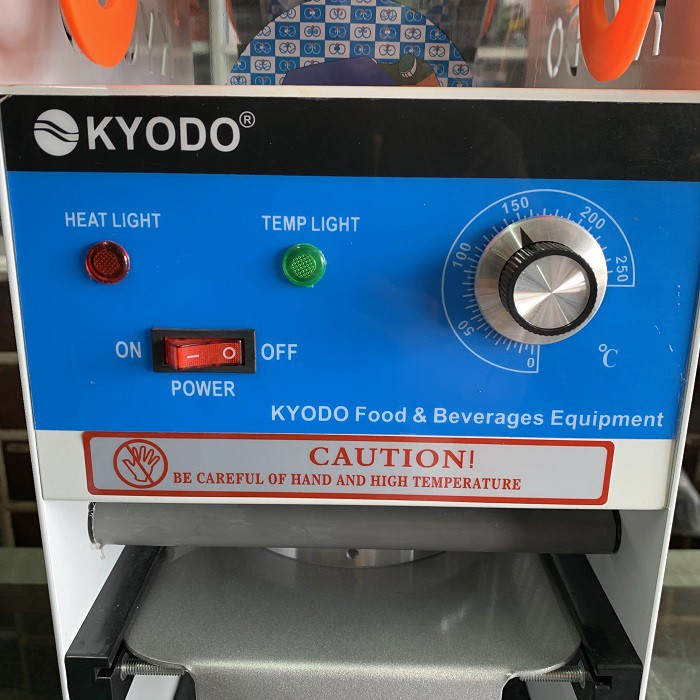 KYODO®
HEAT LIGHT
TEMP LIGHT
0 50 100 150 200 250
°C
ON
OFF
POWER
KYODO Food & Beverages Equipment
CAUTION!
BE CAREFUL OF HAND AND HIGH TEMPERATURE